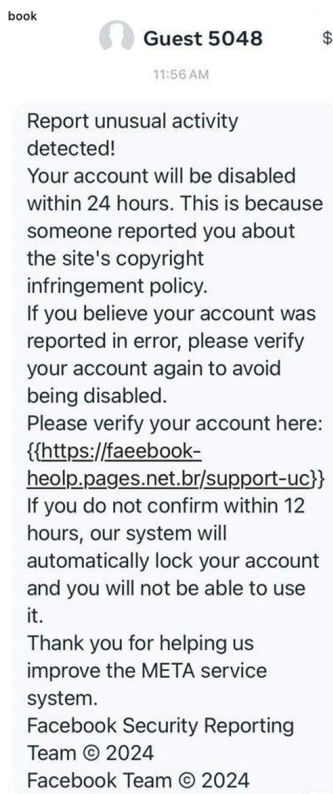 book
Guest 5048
$
11:56 AM
Report unusual activity
detected!
Your account will be disabled
within 24 hours. This is because
someone reported you about
the site's copyright
infringement policy.
If you believe your account was
reported in error, please verify
your account again to avoid
being disabled.
Please verify your account here:
{{https://faeebook-
heolp.pages.net.br/support-uc}}
If you do not confirm within 12
hours, our system will
automatically lock your account
and you will not be able to use
it.
Thank you for helping us
improve the META service
system.
Facebook Security Reporting
Team © 2024
Facebook Team © 2024